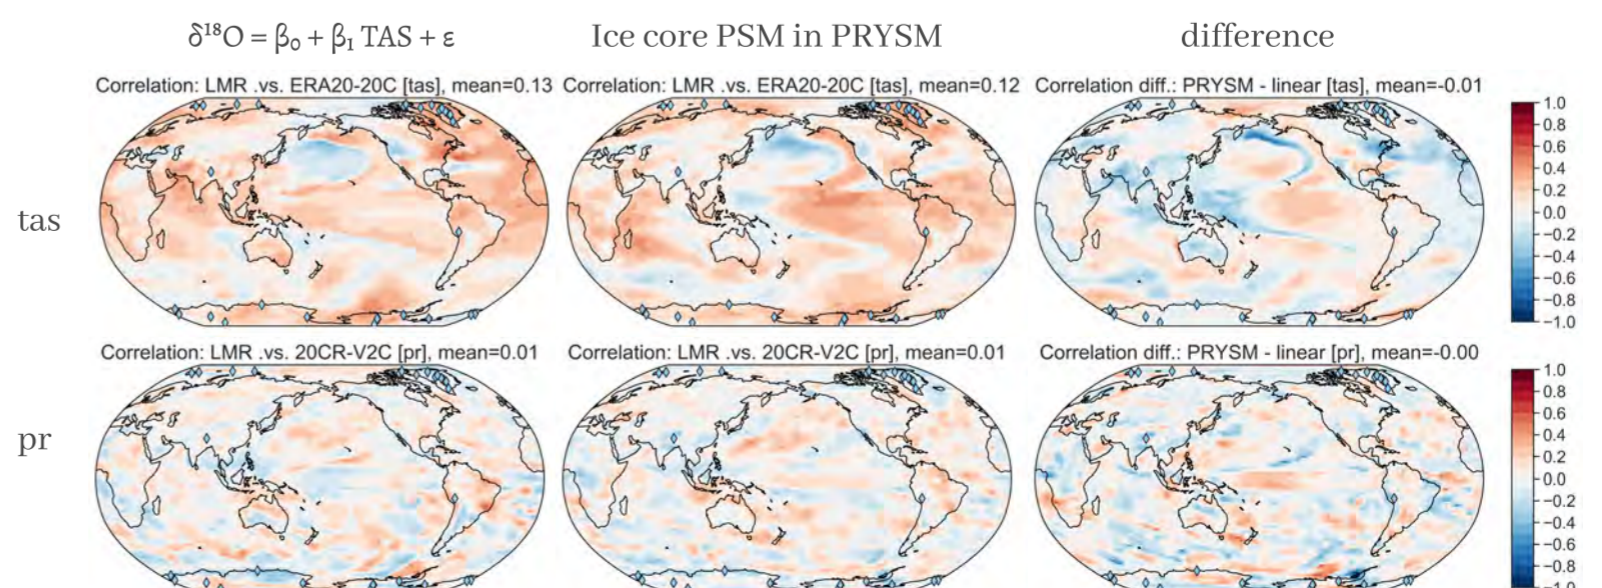 δ¹⁸O = β₀ + β₁ TAS + ε
Ice core PSM in PRYSM
difference
Correlation: LMR .vs. ERA20-20C [tas], mean=0.13
Correlation: LMR .vs. ERA20-20C [tas], mean=0.12
Correlation diff.: PRYSM - linear [tas], mean=-0.01
tas
1.0
0.8
0.6
0.4
0.2
0.0
−0.2
−0.4
−0.6
−0.8
−1.0
Correlation: LMR .vs. 20CR-V2C [pr], mean=0.01
Correlation: LMR .vs. 20CR-V2C [pr], mean=0.01
Correlation diff.: PRYSM - linear [pr], mean=-0.00
pr
1.0
0.8
0.6
0.4
0.2
0.0
−0.2
−0.4
−0.6
−0.8
−1.0